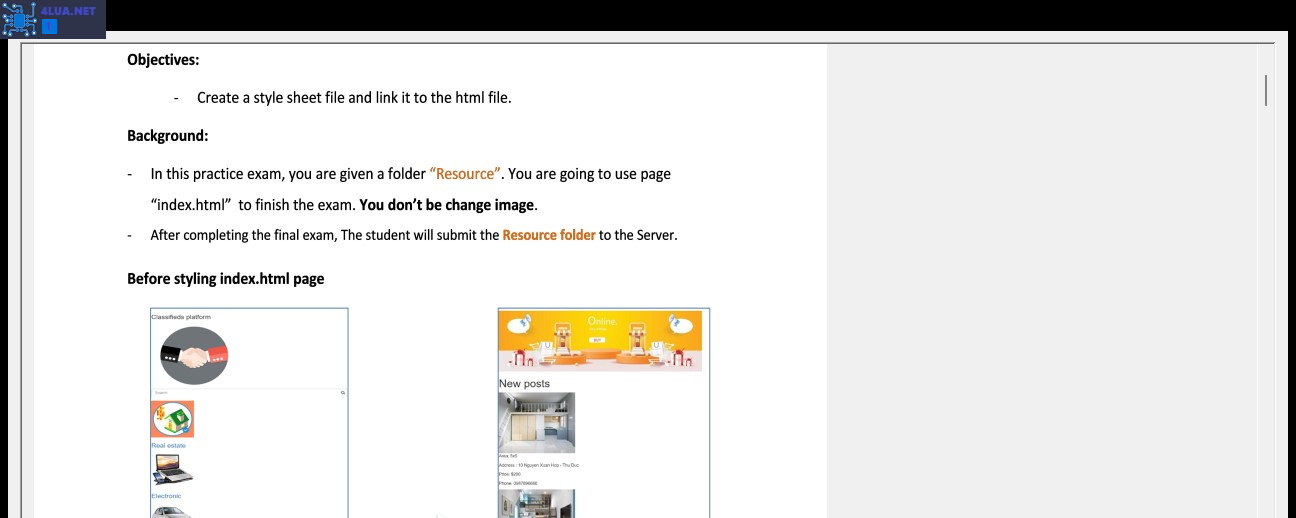 4LUA.NET
Objectives:
- Create a style sheet file and link it to the html file.
Background:
- In this practice exam, you are given a folder “Resource”. You are going to use page
“index.html” to finish the exam. You don’t be change image.
- After completing the final exam, The student will submit the Resource folder to the Server.
Before styling index.html page
Classifieds platform
Search
Real estate
Electronic
Online
New posts
Area: 5x5
Address : 10 Nguyen Xuan Hop - Thu Duc
Price: $240